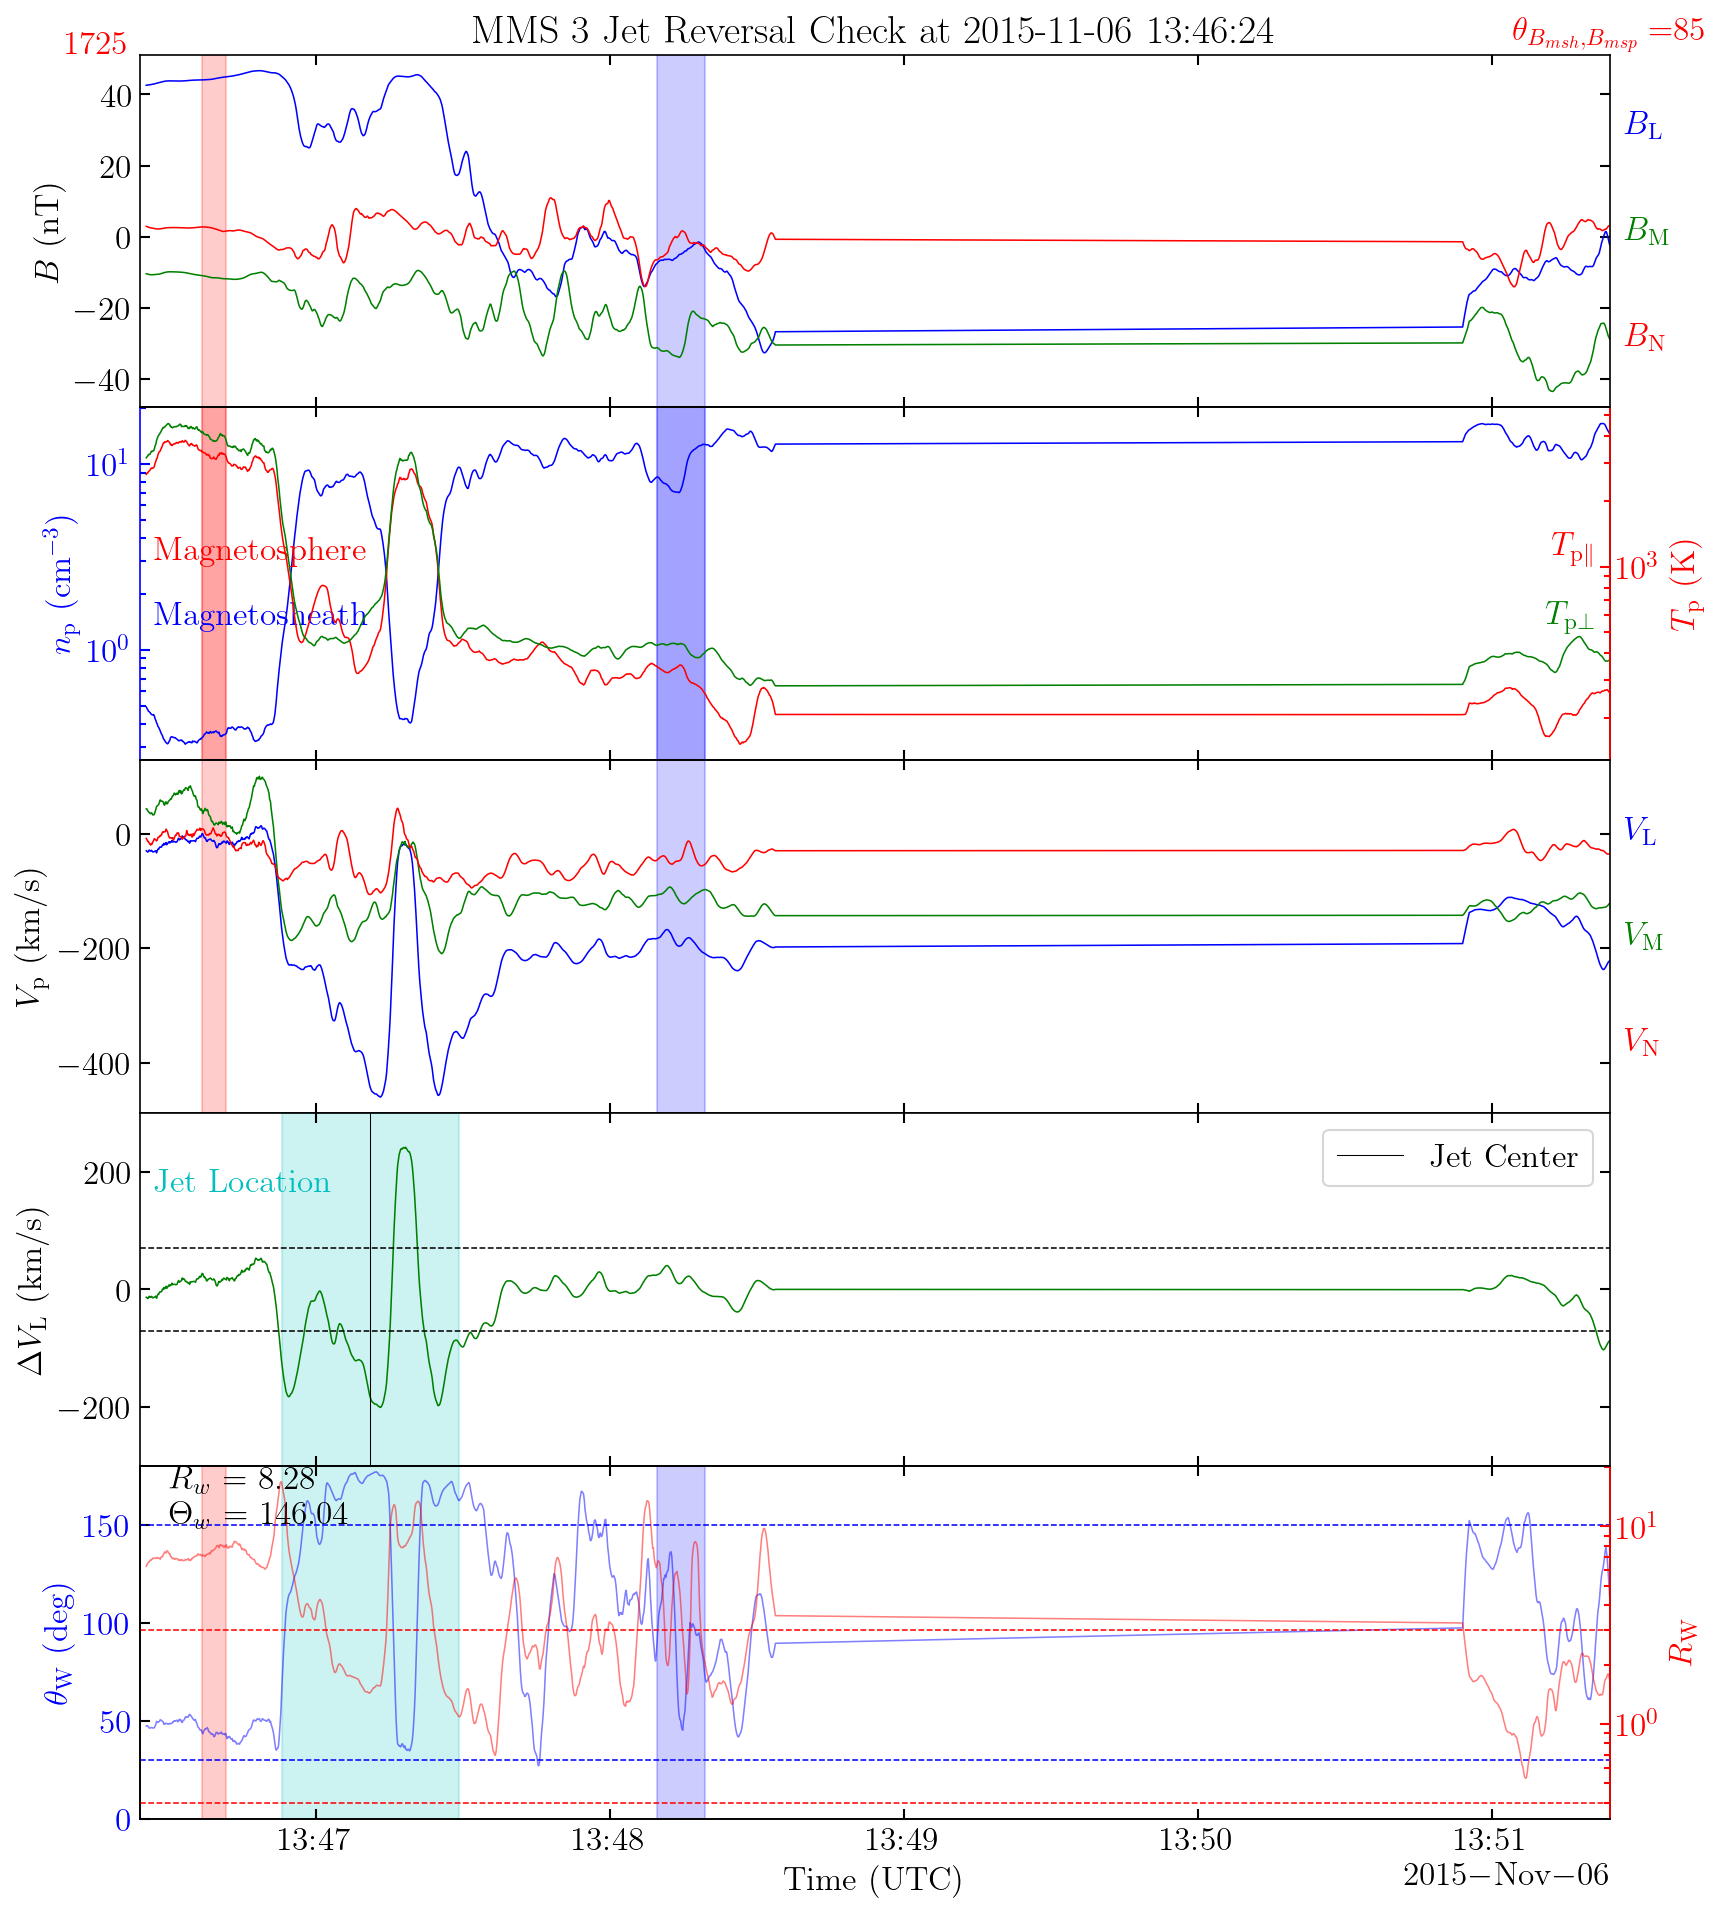 MMS 3 Jet Reversal Check at 2015-11-06 13:46:24
1725
θ_{B_{msh},B_{msp}} =85
40
20
0
−20
−40
B (nT)
B_L
B_M
B_N
10^1
10^0
n_p (cm^{−3})
Magnetosphere
Magnetosheath
T_{p∥}
T_{p⊥}
10^3
T_p (K)
0
−200
−400
V_p (km/s)
V_L
V_M
V_N
200
0
−200
ΔV_L (km/s)
Jet Location
Jet Center
R_w = 8.28
Θ_w = 146.04
150
100
50
0
θ_W (deg)
10^1
10^0
R_W
13:47 13:48 13:49 13:50 13:51
2015−Nov−06
Time (UTC)